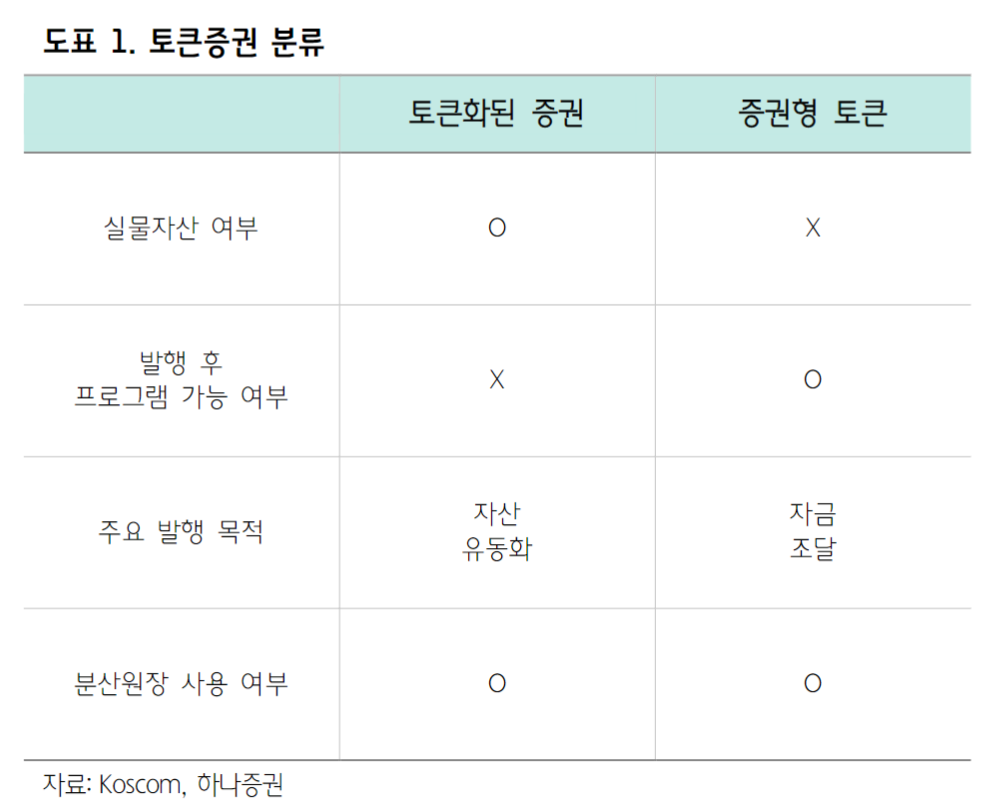 도표 1. 토큰증권 분류
토큰화된 증권 증권형 토큰
실물자산 여부 O X
발행 후
프로그램 가능 여부 X O
주요 발행 목적 자산 유동화 자금 조달
분산원장 사용 여부 O O
자료: Koscom, 하나증권